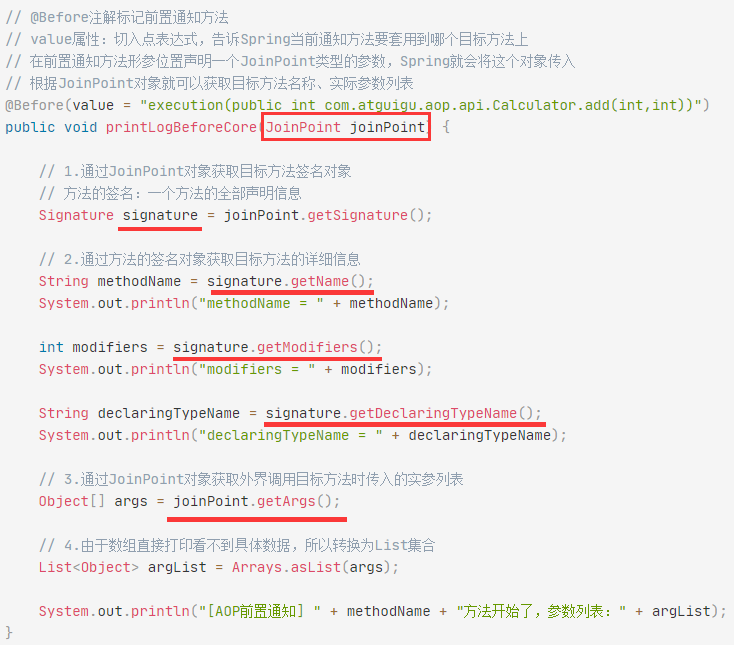 // @Before注解标记前置通知方法
// value属性：切入点表达式，告诉Spring当前通知方法要套用到哪个目标方法上
// 在前置通知方法形参位置声明一个JoinPoint类型的参数，Spring就会将这个对象传入
// 根据JoinPoint对象就可以获取目标方法名称、实际参数列表
@Before(value = "execution(public int com.atguigu.aop.api.Calculator.add(int,int))")
public void printLogBeforeCore(JoinPoint joinPoint) {
// 1.通过JoinPoint对象获取目标方法签名对象
// 方法的签名：一个方法的全部声明信息
Signature signature = joinPoint.getSignature();
// 2.通过方法的签名对象获取目标方法的详细信息
String methodName = signature.getName();
System.out.println("methodName = " + methodName);
int modifiers = signature.getModifiers();
System.out.println("modifiers = " + modifiers);
String declaringTypeName = signature.getDeclaringTypeName();
System.out.println("declaringTypeName = " + declaringTypeName);
// 3.通过JoinPoint对象获取外界调用目标方法时传入的实参列表
Object[] args = joinPoint.getArgs();
// 4.由于数组直接打印看不到具体数据，所以转换为List集合
List<Object> argList = Arrays.asList(args);
System.out.println("[AOP前置通知] " + methodName + "方法开始了，参数列表：" + argList);
}